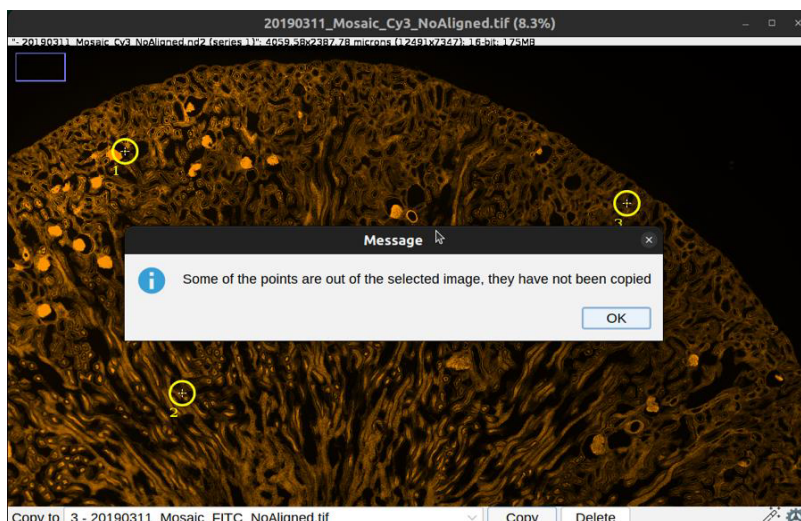 20190311_Mosaic_Cy3_NoAligned.tif (8.3%)
"- 20190311_Mosaic_Cy3_NoAligned.nd2 (series 1)": 4059.58x2387.78 microns (12491x7347); 16-bit; 175MB
1
3
Message
Some of the points are out of the selected image, they have not been copied
OK
2
Copy to 3 - 20190311_Mosaic_FITC_NoAligned.tif Copy Delete